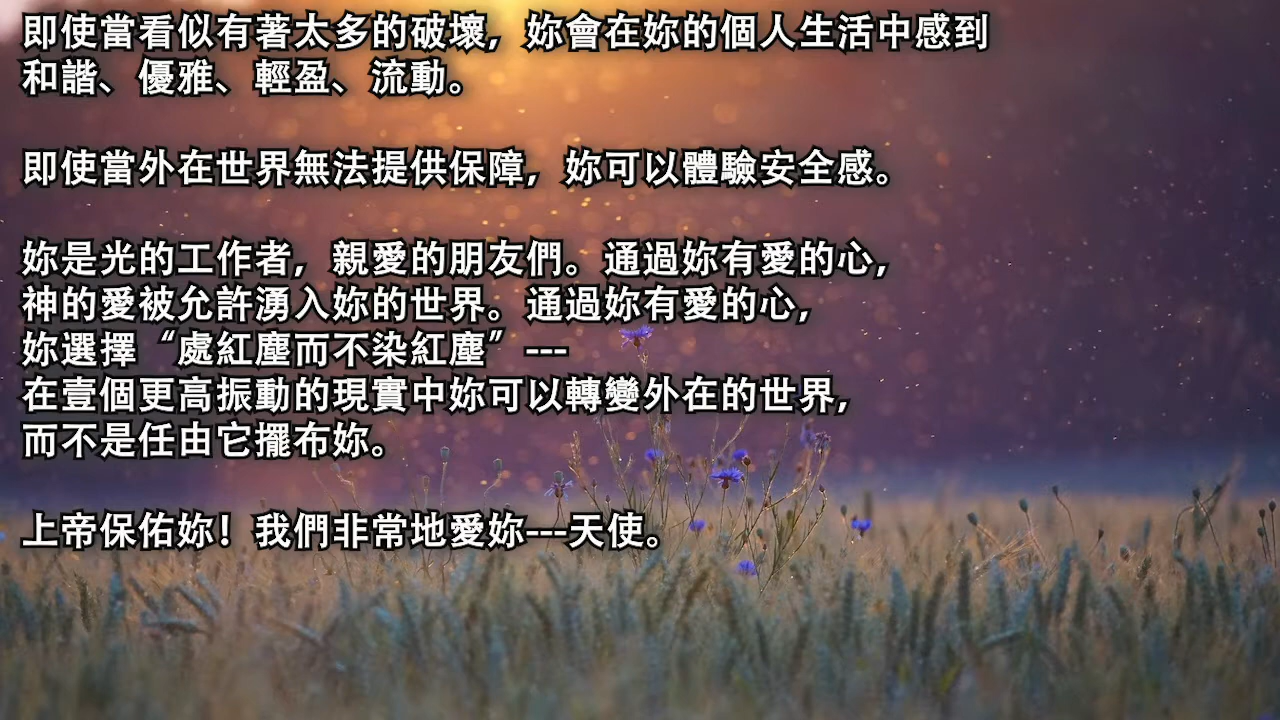 即使當看似有著太多的破壞，妳會在妳的個人生活中感到
和諧、優雅、輕盈、流動。
即使當外在世界無法提供保障，妳可以體驗安全感。
妳是光的工作者，親愛的朋友們。通過妳有愛的心，
神的愛被允許湧入妳的世界。通過妳有愛的心，
妳選擇“處紅塵而不染紅塵”---
在壹個更高振動的現實中妳可以轉變外在的世界，
而不是任由它擺布妳。
上帝保佑妳！我們非常地愛妳---天使。